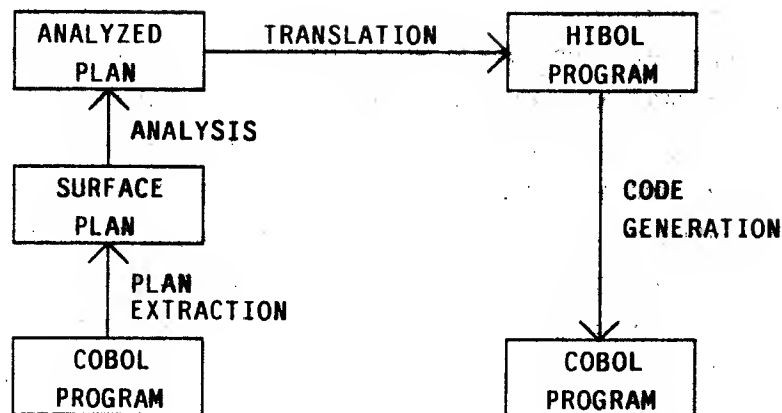 ANALYZED
PLAN
TRANSLATION
HIBOL
PROGRAM
ANALYSIS
SURFACE
PLAN
CODE
GENERATION
PLAN
EXTRACTION
COBOL
PROGRAM
COBOL
PROGRAM